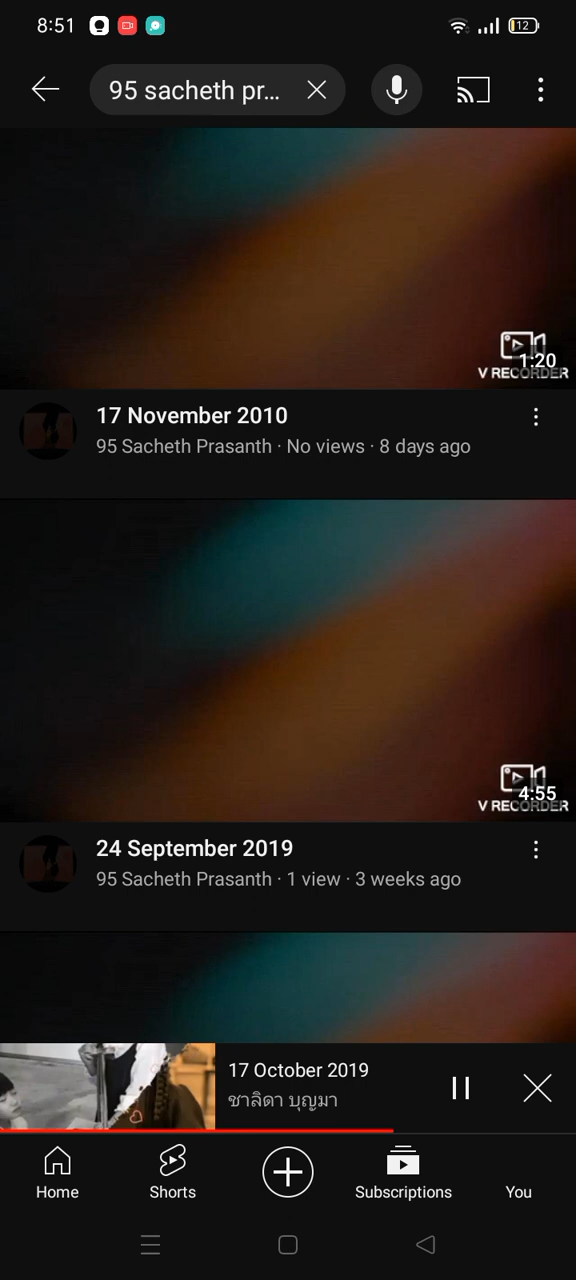 8:51
12
95 sacheth pr...
1:20
V RECORDER
17 November 2010
95 Sacheth Prasanth · No views · 8 days ago
4:55
V RECORDER
24 September 2019
95 Sacheth Prasanth · 1 view · 3 weeks ago
17 October 2019
ชาลิดา บุญมา
Home
Shorts
Subscriptions
You